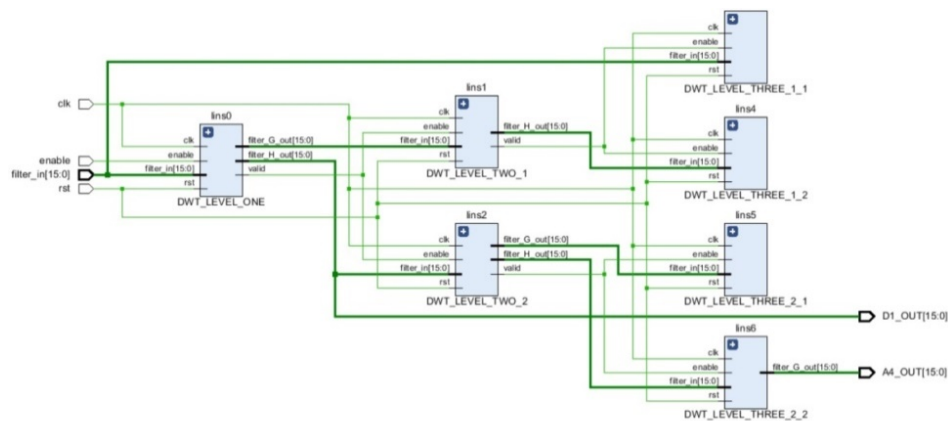 clk
enable
filter_in[15:0]
rst
DWT_LEVEL_THREE_1_1
clk
enable
filter_in[15:0]
rst
lins0
clk
enable
filter_in[15:0]
rst
filter_G_out[15:0]
filter_H_out[15:0]
valid
DWT_LEVEL_ONE
lins1
clk
enable
filter_in[15:0]
rst
filter_H_out[15:0]
valid
DWT_LEVEL_TWO_1
lins4
clk
enable
filter_in[15:0]
rst
DWT_LEVEL_THREE_1_2
lins2
clk
enable
filter_in[15:0]
rst
filter_G_out[15:0]
filter_H_out[15:0]
valid
DWT_LEVEL_TWO_2
lins5
clk
enable
filter_in[15:0]
rst
DWT_LEVEL_THREE_2_1
D1_OUT[15:0]
lins6
clk
enable
filter_in[15:0]
rst
filter_G_out[15:0]
DWT_LEVEL_THREE_2_2
A4_OUT[15:0]